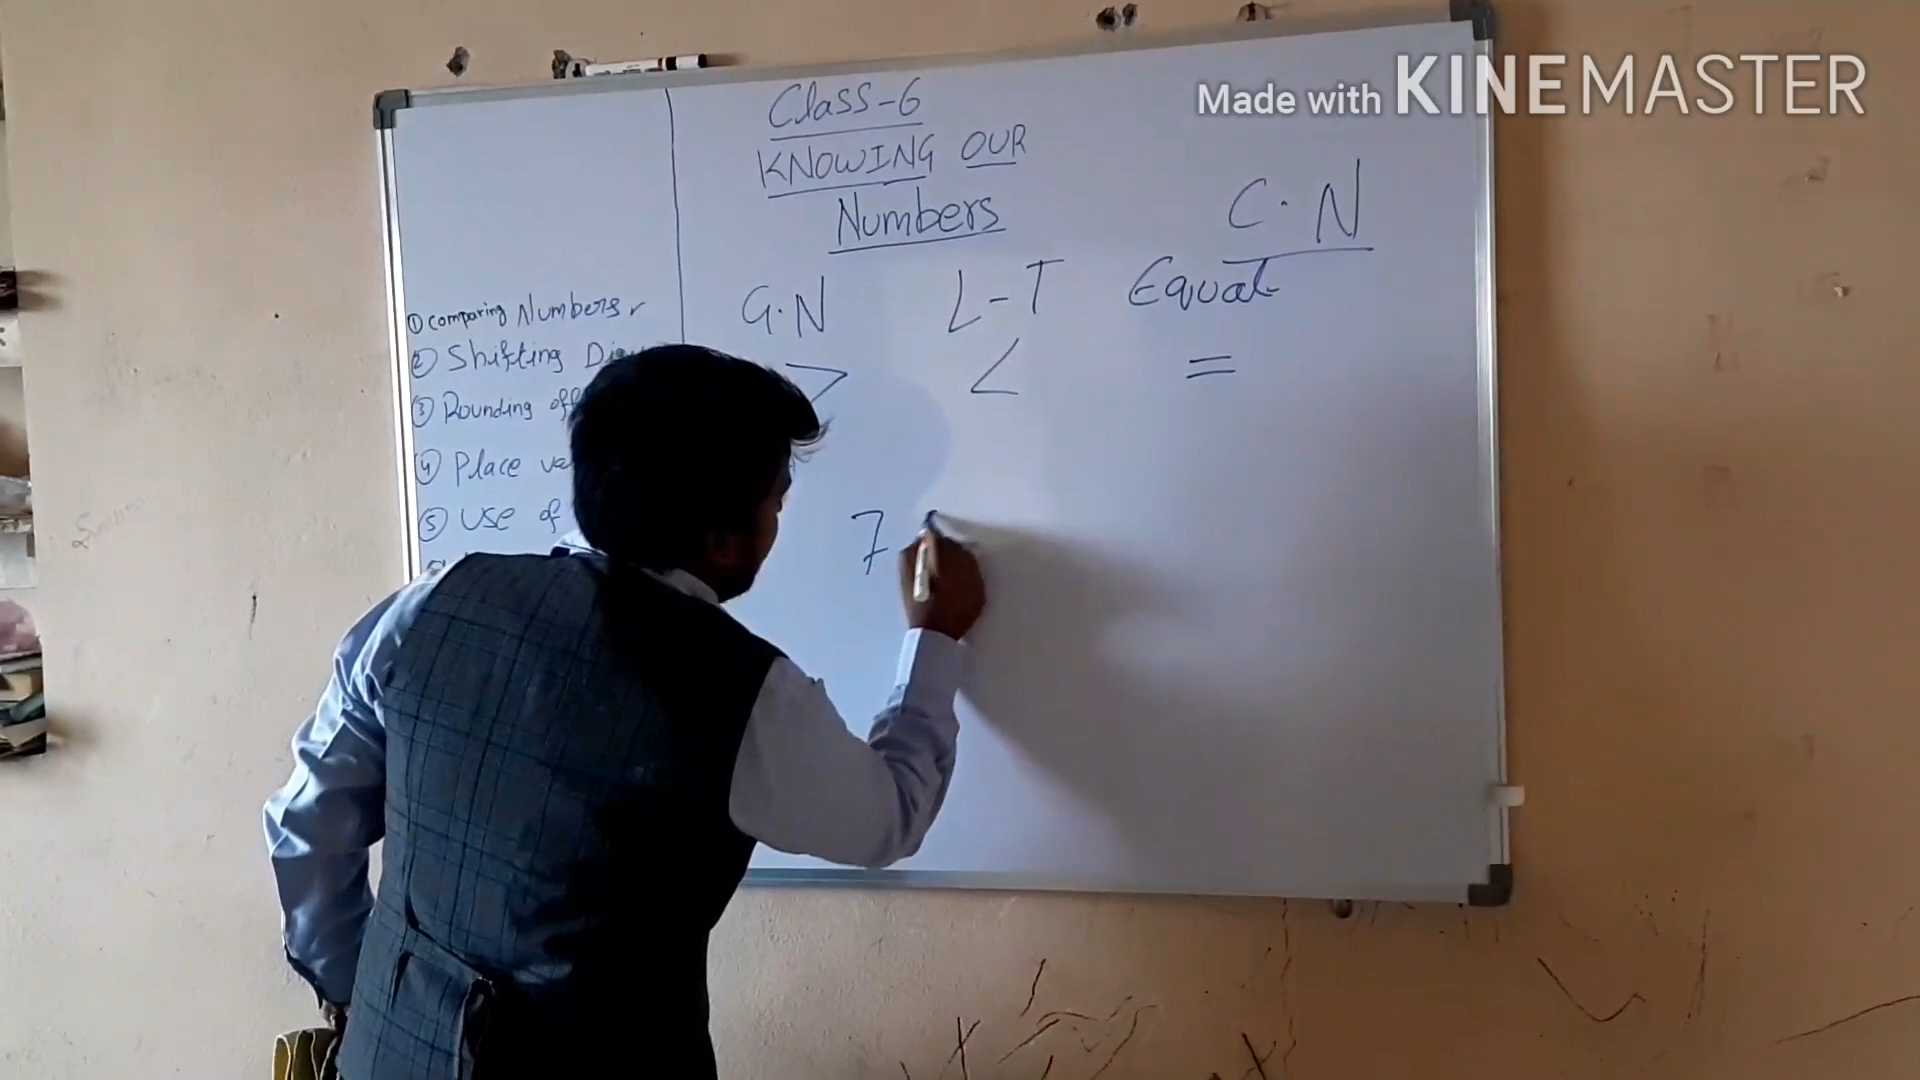 Made with KINEMASTER
Class-6
KNOWING OUR
Numbers
C.N
G.N L-T Equal
> < =
① comparing Numbers ✓
② Shifting
③ Rounding off
④ Place
⑤ Use of
7